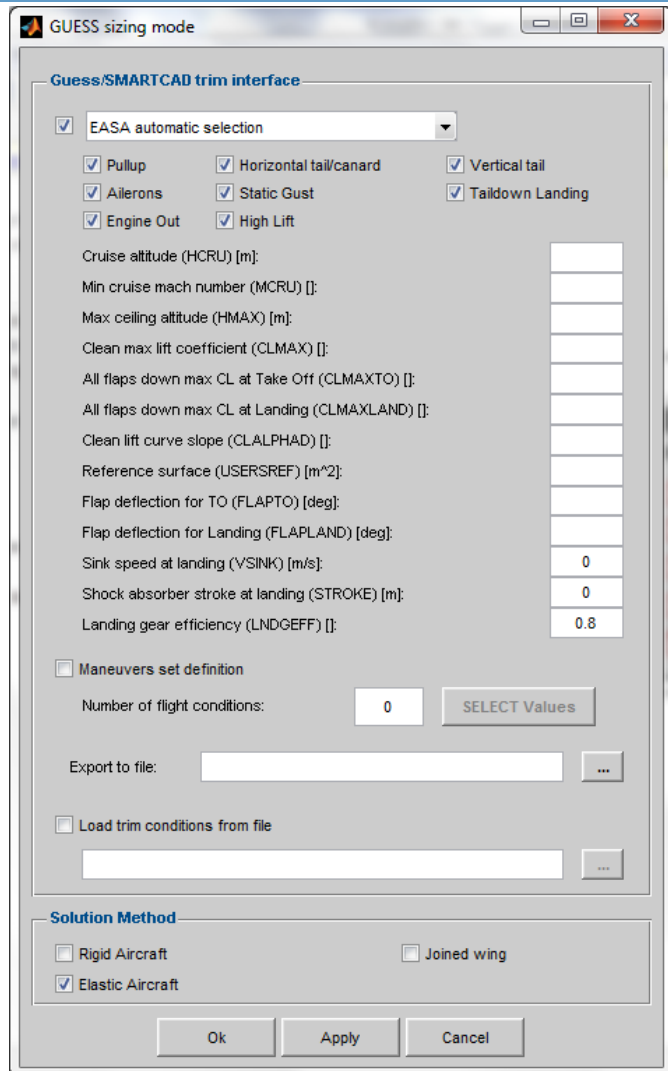 GUESS sizing mode
Guess/SMARTCAD trim interface
EASA automatic selection
Pullup Horizontal tail/canard Vertical tail
Ailerons Static Gust Taildown Landing
Engine Out High Lift
Cruise altitude (HCRU) [m]:
Min cruise mach number (MCRU) []:
Max ceiling altitude (HMAX) [m]:
Clean max lift coefficient (CLMAX) []:
All flaps down max CL at Take Off (CLMAXTO) []:
All flaps down max CL at Landing (CLMAXLAND) []:
Clean lift curve slope (CLALPHAD) []:
Reference surface (USERSREF) [m^2]:
Flap deflection for TO (FLAPTO) [deg]:
Flap deflection for Landing (FLAPLAND) [deg]:
Sink speed at landing (VSINK) [m/s]: 0
Shock absorber stroke at landing (STROKE) [m]: 0
Landing gear efficiency (LNDGEFF) []: 0.8
Maneuvers set definition
Number of flight conditions: 0 SELECT Values
Export to file: ...
Load trim conditions from file
...
Solution Method
Rigid Aircraft Joined wing
Elastic Aircraft
Ok Apply Cancel